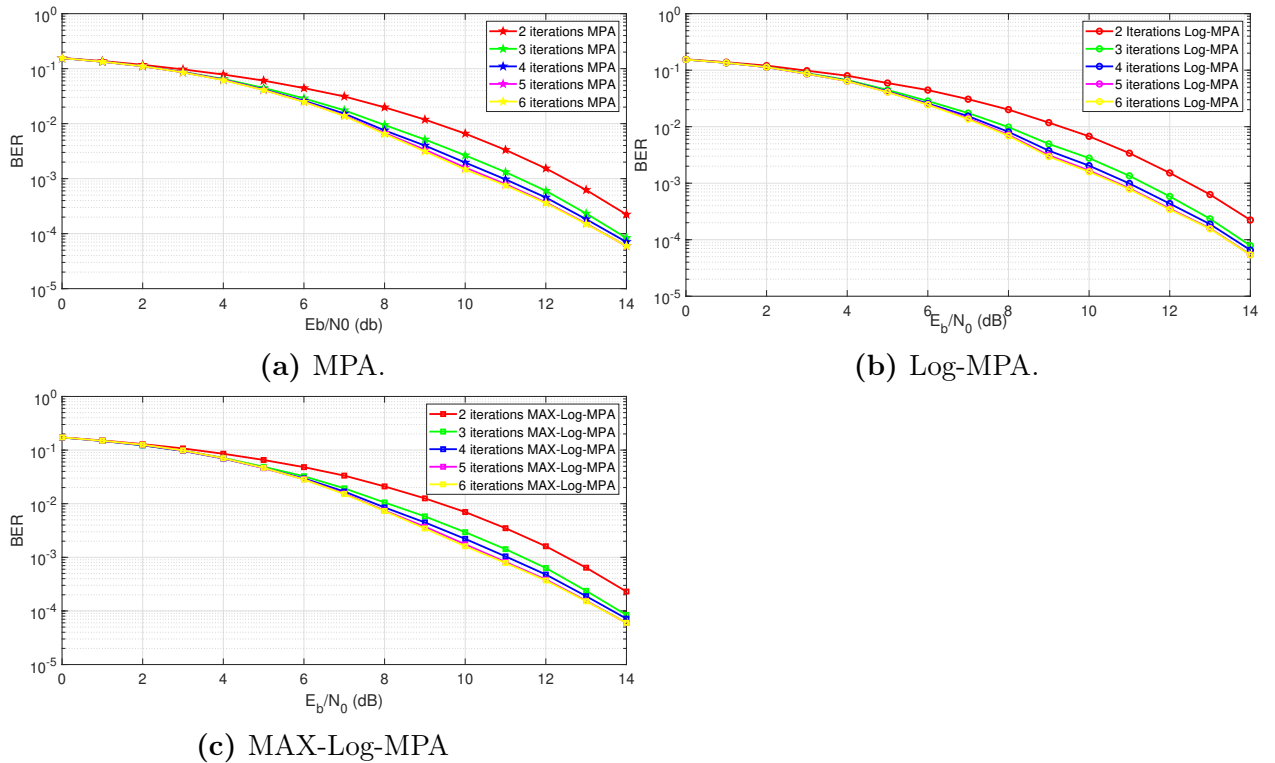 10^0
10^-1
10^-2
10^-3
10^-4
10^-5
BER
2 iterations MPA
3 iterations MPA
4 iterations MPA
5 iterations MPA
6 iterations MPA
0 2 4 6 8 10 12 14
Eb/N0 (db)
(a) MPA.
10^0
10^-1
10^-2
10^-3
10^-4
10^-5
BER
2 Iterations Log-MPA
3 Iterations Log-MPA
4 Iterations Log-MPA
5 Iterations Log-MPA
6 Iterations Log-MPA
0 2 4 6 8 10 12 14
E_b/N_0 (dB)
(b) Log-MPA.
10^0
10^-1
10^-2
10^-3
10^-4
10^-5
BER
2 iterations MAX-Log-MPA
3 iterations MAX-Log-MPA
4 iterations MAX-Log-MPA
5 iterations MAX-Log-MPA
6 iterations MAX-Log-MPA
0 2 4 6 8 10 12 14
E_b/N_0 (dB)
(c) MAX-Log-MPA